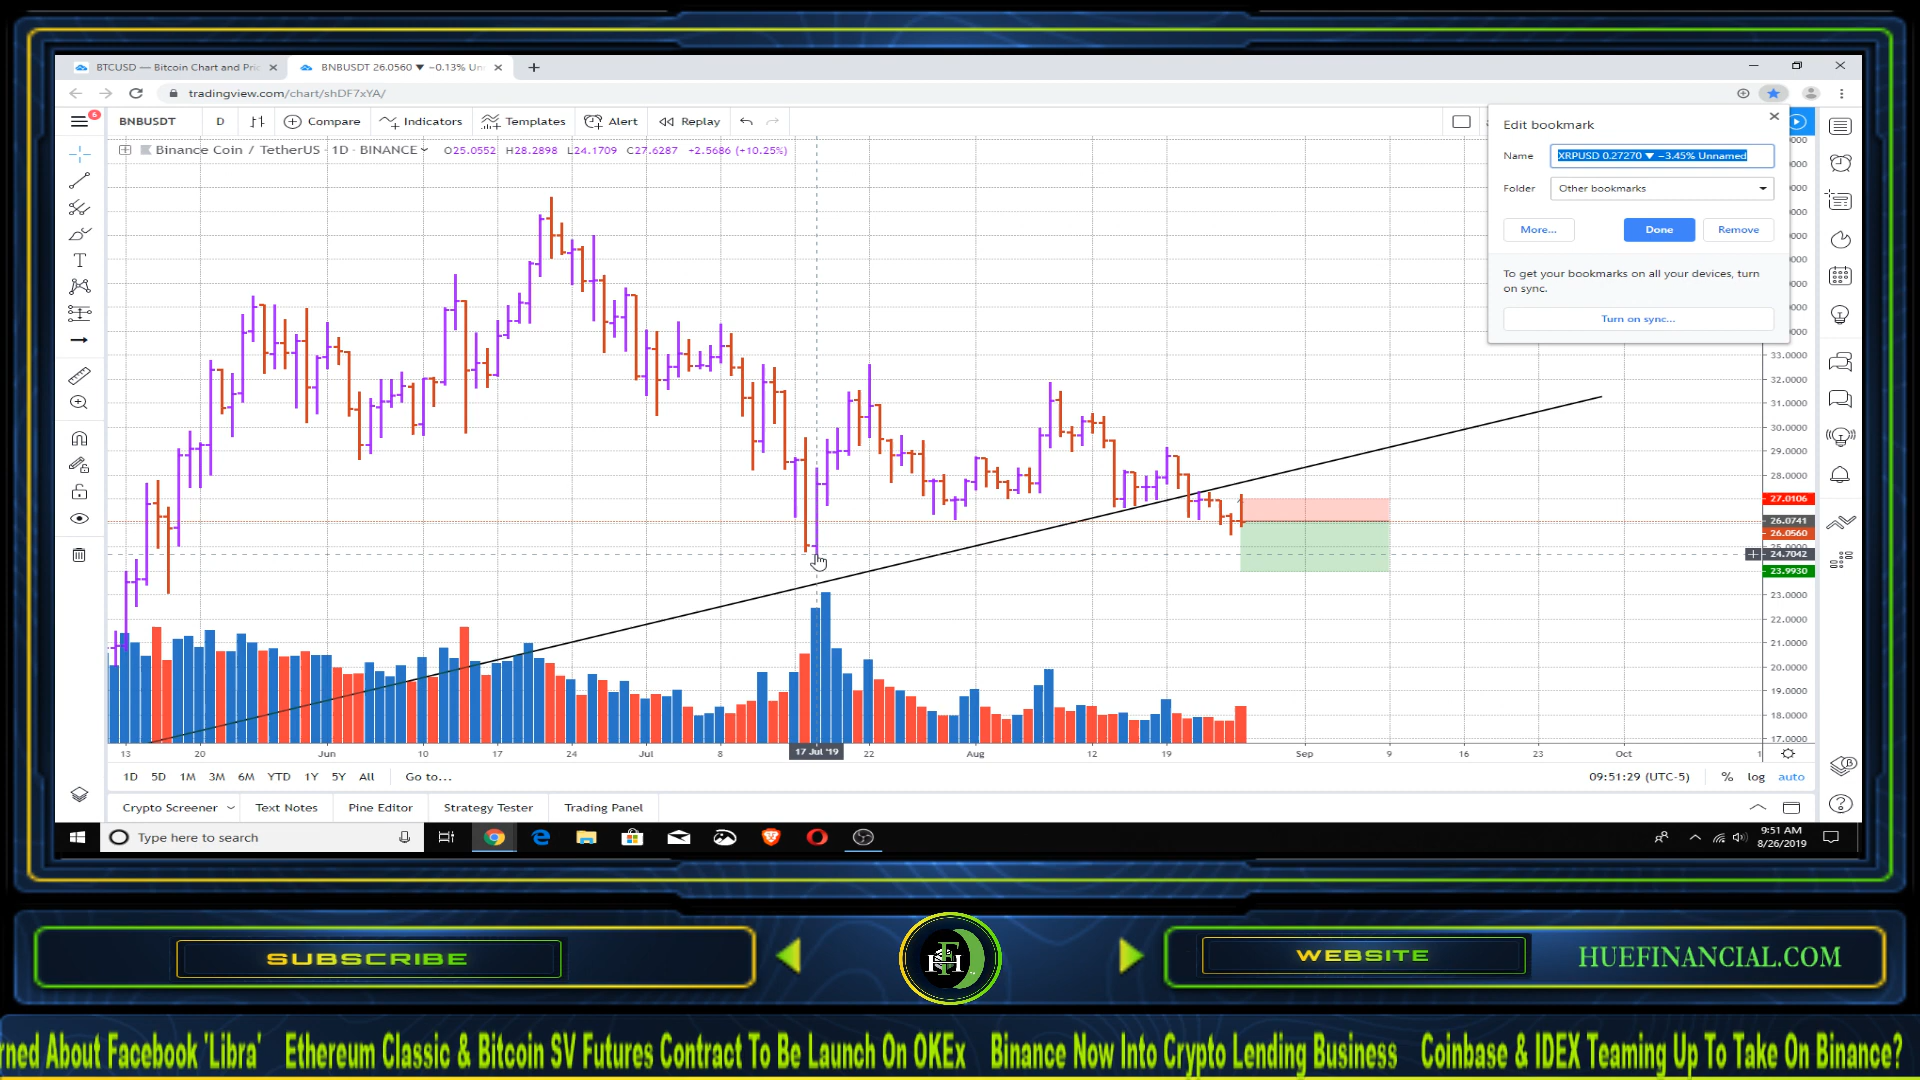 BTCUSD — Bitcoin Chart and Pric
BNBUSDT 26.0560 ▼ −0.13% Un
tradingview.com/chart/shDF7xYA/
6
BNBUSDT D Compare Indicators Templates Alert Replay
Binance Coin / TetherUS · 1D · BINANCE O25.0552 H28.2898 L24.1709 C27.6287 +2.5686 (+10.25%)
Edit bookmark
Name XRPUSD 0.27270 ▼ −3.45% Unnamed
Folder Other bookmarks
More... Done Remove
To get your bookmarks on all your devices, turn
on sync.
Turn on sync...
33.0000
32.0000
31.0000
30.0000
29.0000
28.0000
27.0106
26.0741
26.0560
24.7042
23.9930
23.0000
22.0000
21.0000
20.0000
19.0000
18.0000
17.0000
13 20 Jun 10 17 24 Jul 8 17 Jul '19 22 Aug 12 19 Sep 9 16 23 Oct 1
1D 5D 1M 3M 6M YTD 1Y 5Y All Go to... 09:51:29 (UTC-5) % log auto
Crypto Screener Text Notes Pine Editor Strategy Tester Trading Panel
Type here to search
9:51 AM
8/26/2019
SUBSCRIBE
HFH
WEBSITE
HUEFINANCIAL.COM
rned About Facebook 'Libra' Ethereum Classic & Bitcoin SV Futures Contract To Be Launch On OKEx Binance Now Into Crypto Lending Business Coinbase & IDEX Teaming Up To Take On Binance?